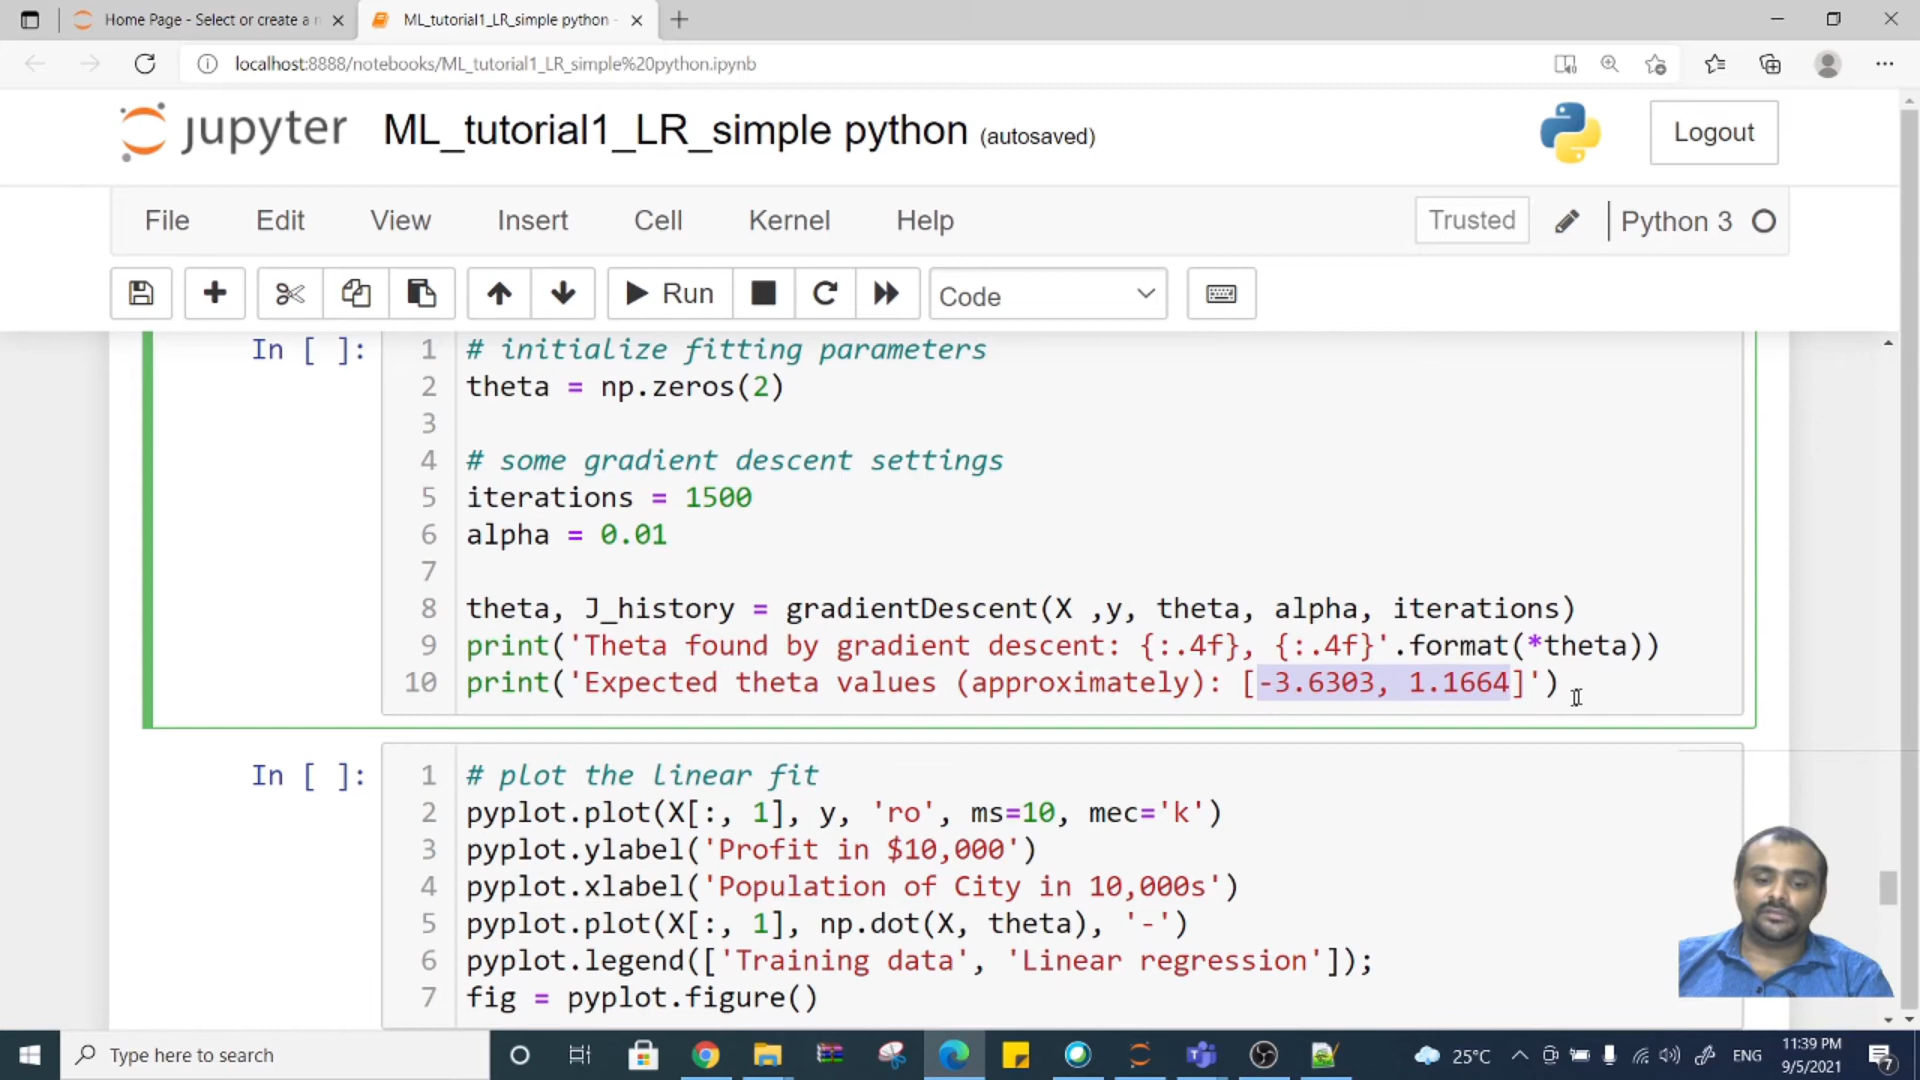 Home Page - Select or create a n
ML_tutorial1_LR_simple python -
localhost:8888/notebooks/ML_tutorial1_LR_simple%20python.ipynb
jupyter ML_tutorial1_LR_simple python (autosaved)
Logout
File Edit View Insert Cell Kernel Help
Trusted
Python 3
Run
Code
In [ ]:
1 # initialize fitting parameters
2 theta = np.zeros(2)
3
4 # some gradient descent settings
5 iterations = 1500
6 alpha = 0.01
7
8 theta, J_history = gradientDescent(X ,y, theta, alpha, iterations)
9 print('Theta found by gradient descent: {:.4f}, {:.4f}'.format(*theta))
10 print('Expected theta values (approximately): [-3.6303, 1.1664]')
In [ ]:
1 # plot the linear fit
2 pyplot.plot(X[:, 1], y, 'ro', ms=10, mec='k')
3 pyplot.ylabel('Profit in $10,000')
4 pyplot.xlabel('Population of City in 10,000s')
5 pyplot.plot(X[:, 1], np.dot(X, theta), '-')
6 pyplot.legend(['Training data', 'Linear regression']);
7 fig = pyplot.figure()
Type here to search
25°C
ENG
11:39 PM
9/5/2021
7